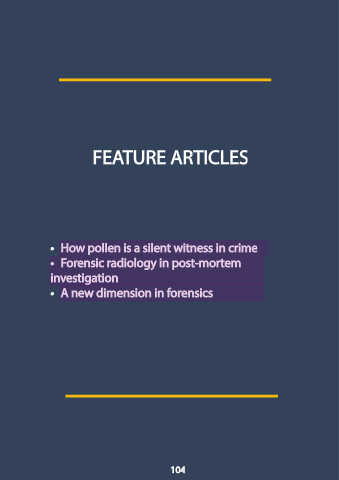 FEATURE ARTICLES
• How pollen is a silent witness in crime
• Forensic radiology in post-mortem
investigation
• A new dimension in forensics
104